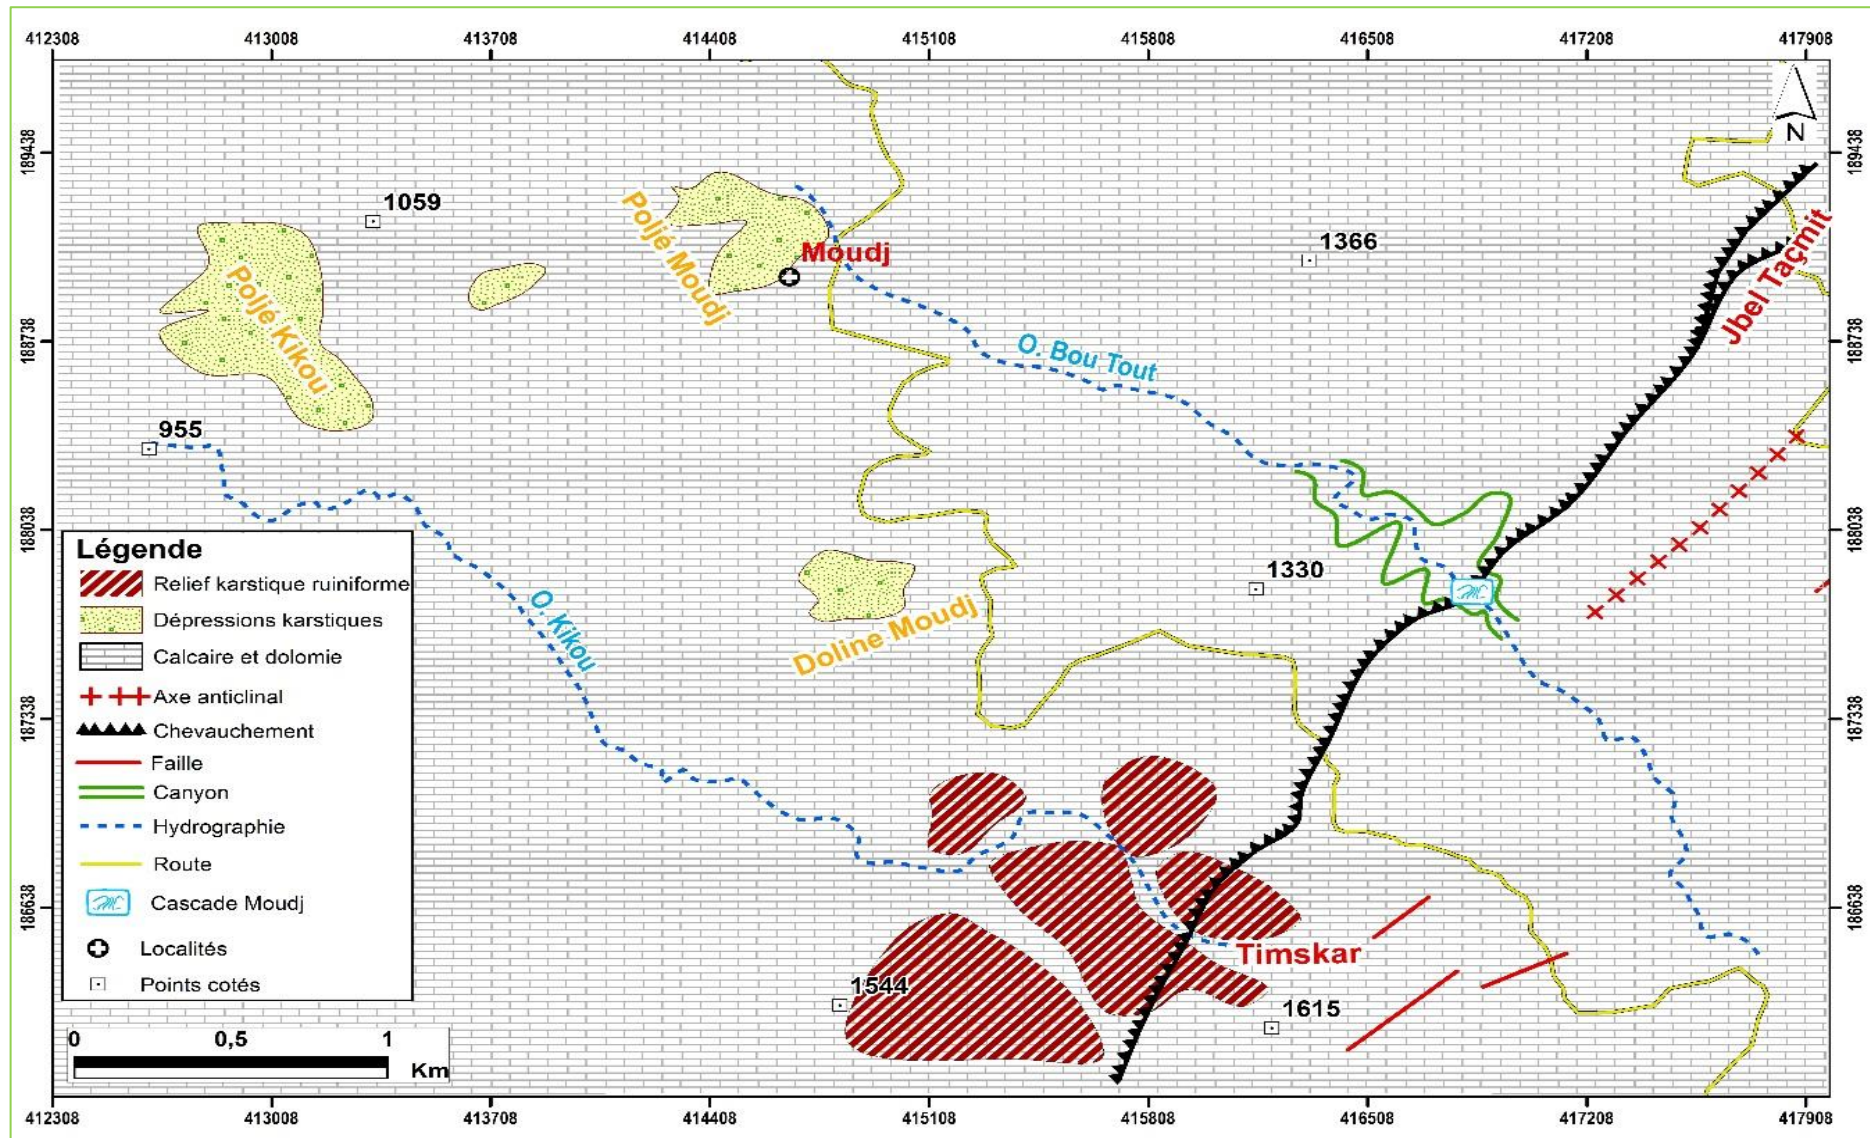 412308 413008 413708 414408 415108 415808 416508 417208 417908
189438
188738
188038
187338
186638
189438
188738
188038
187338
186638
N
1059
Poljé Kikou
Poljé Moudj
Moudj
1366
Jbel Taçmit
O. Bou Tout
955
O. Kikou
1330
Doline Moudj
Timskar
1544
1615
Légende
Relief karstique ruiniforme
Dépressions karstiques
Calcaire et dolomie
Axe anticlinal
Chevauchement
Faille
Canyon
Hydrographie
Route
Cascade Moudj
Localités
Points cotés
0 0,5 1
Km
412308 413008 413708 414408 415108 415808 416508 417208 417908